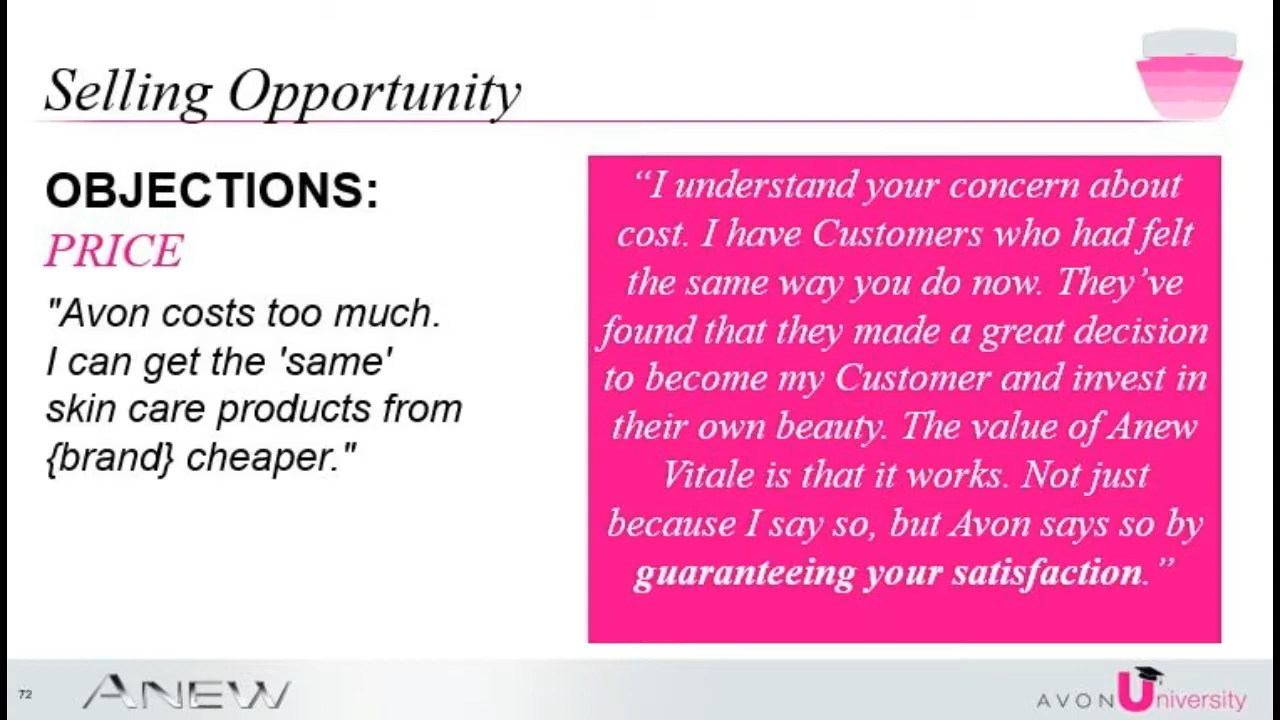 Selling Opportunity
OBJECTIONS:
PRICE
"Avon costs too much.
I can get the 'same'
skin care products from
{brand} cheaper."
“I understand your concern about
cost. I have Customers who had felt
the same way you do now. They’ve
found that they made a great decision
to become my Customer and invest in
their own beauty. The value of Anew
Vitale is that it works. Not just
because I say so, but Avon says so by
guaranteeing your satisfaction.”
72
ANEW
AVON University